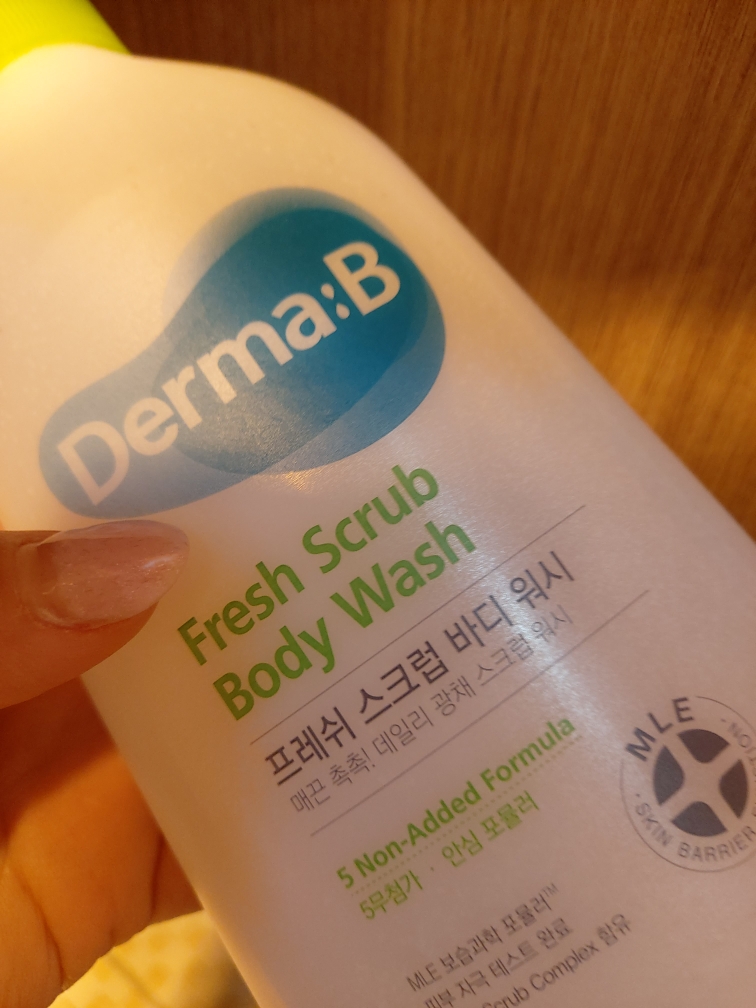 Derma:B
Fresh Scrub
Body Wash
프레쉬 스크럽 바디 워시
매끈 촉촉! 데일리 광채 스크럽 워시
5 Non-Added Formula
5무첨가 · 안심 포뮬러
MLE
· SKIN BARRIER
MLE 보습과학 포뮬러™
피부 자극 테스트 완료
Scrub Complex 함유